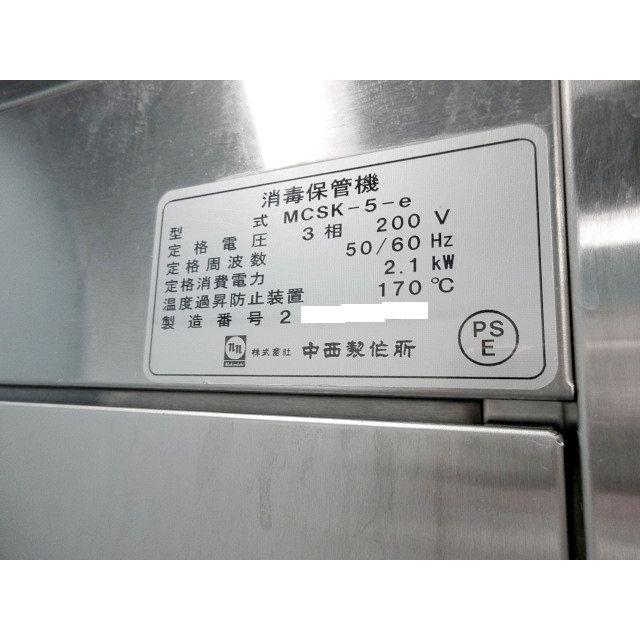 消毒保管機
型式 MCSK-5-e
定格電圧 3相 200 V
定格周波数 50/60 Hz
定格消費電力 2.1 kW
温度過昇防止装置 170℃
製造番号 2
株式会社 中西製作所
PS
E